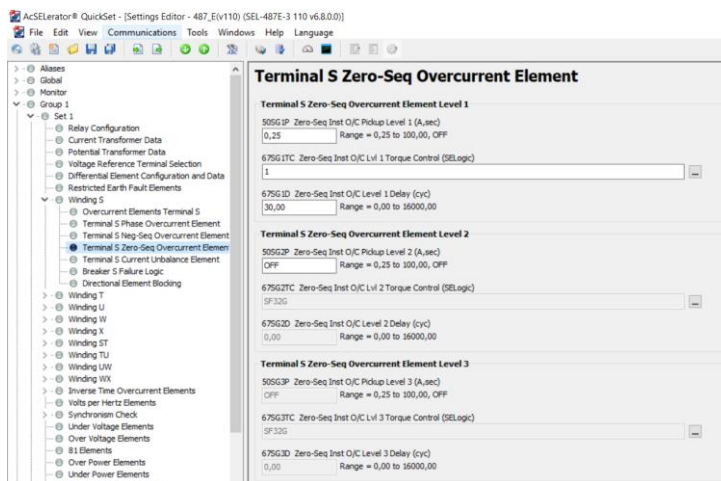 AcSELerator® QuickSet - [Settings Editor - 487_E(v110) (SEL-487E-3 110 v6.8.0.0)]
File Edit View Communications Tools Windows Help Language
Aliases
Global
Monitor
Group 1
Set 1
Relay Configuration
Current Transformer Data
Potential Transformer Data
Voltage Reference Terminal Selection
Differential Element Configuration and Data
Restricted Earth Fault Elements
Winding S
Overcurrent Elements Terminal S
Terminal S Phase Overcurrent Element
Terminal S Neg-Seq Overcurrent Element
Terminal S Zero-Seq Overcurrent Element
Terminal S Current Unbalance Element
Breaker S Failure Logic
Directional Element Blocking
Winding T
Winding U
Winding W
Winding X
Winding ST
Winding TU
Winding UW
Winding WX
Inverse Time Overcurrent Elements
Volts per Hertz Elements
Synchronism Check
Under Voltage Elements
Over Voltage Elements
81 Elements
Over Power Elements
Under Power Elements
Terminal S Zero-Seq Overcurrent Element
Terminal S Zero-Seq Overcurrent Element Level 1
50SG1P Zero-Seq Inst O/C Pickup Level 1 (A,sec)
0,25 Range = 0,25 to 100,00, OFF
67SG1TC Zero-Seq Inst O/C Lvl 1 Torque Control (SELogic)
1 ...
67SG1D Zero-Seq Inst O/C Level 1 Delay (cyc)
30,00 Range = 0,00 to 16000,00
Terminal S Zero-Seq Overcurrent Element Level 2
50SG2P Zero-Seq Inst O/C Pickup Level 2 (A,sec)
OFF Range = 0,25 to 100,00, OFF
67SG2TC Zero-Seq Inst O/C Lvl 2 Torque Control (SELogic)
SF32G ...
67SG2D Zero-Seq Inst O/C Level 2 Delay (cyc)
0,00 Range = 0,00 to 16000,00
Terminal S Zero-Seq Overcurrent Element Level 3
50SG3P Zero-Seq Inst O/C Pickup Level 3 (A,sec)
OFF Range = 0,25 to 100,00, OFF
67SG3TC Zero-Seq Inst O/C Lvl 3 Torque Control (SELogic)
SF32G ...
67SG3D Zero-Seq Inst O/C Level 3 Delay (cyc)
0,00 Range = 0,00 to 16000,00